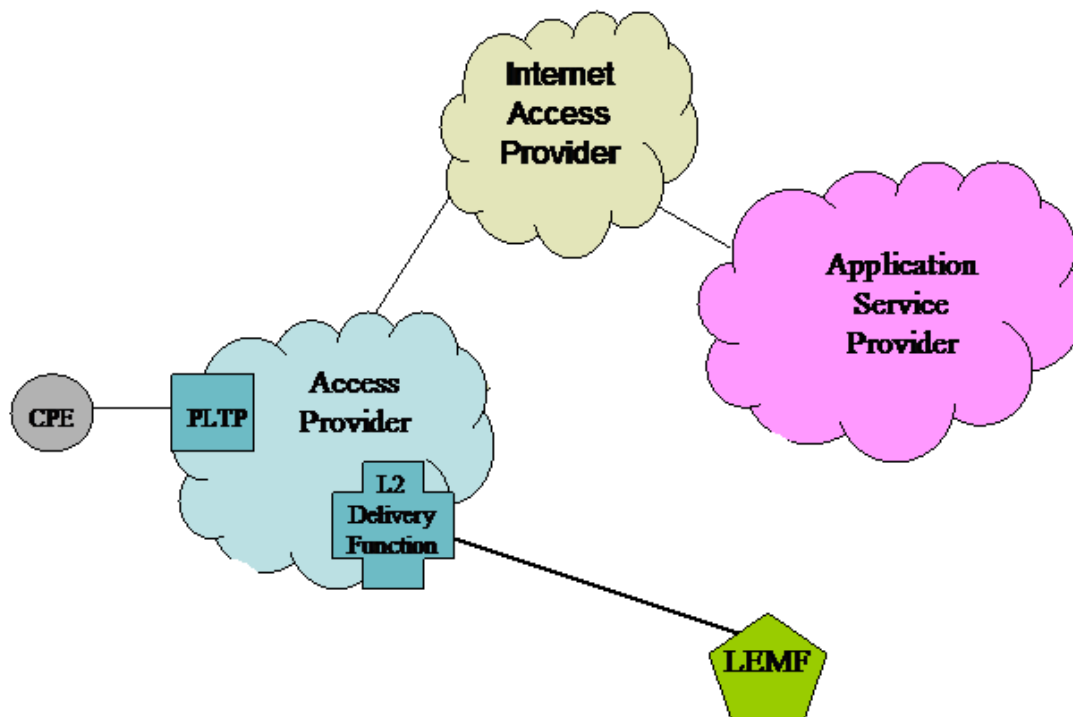 Internet
Access
Provider
Application
Service
Provider
Access
Provider
CPE
PLTP
L2
Delivery
Function
LEMF